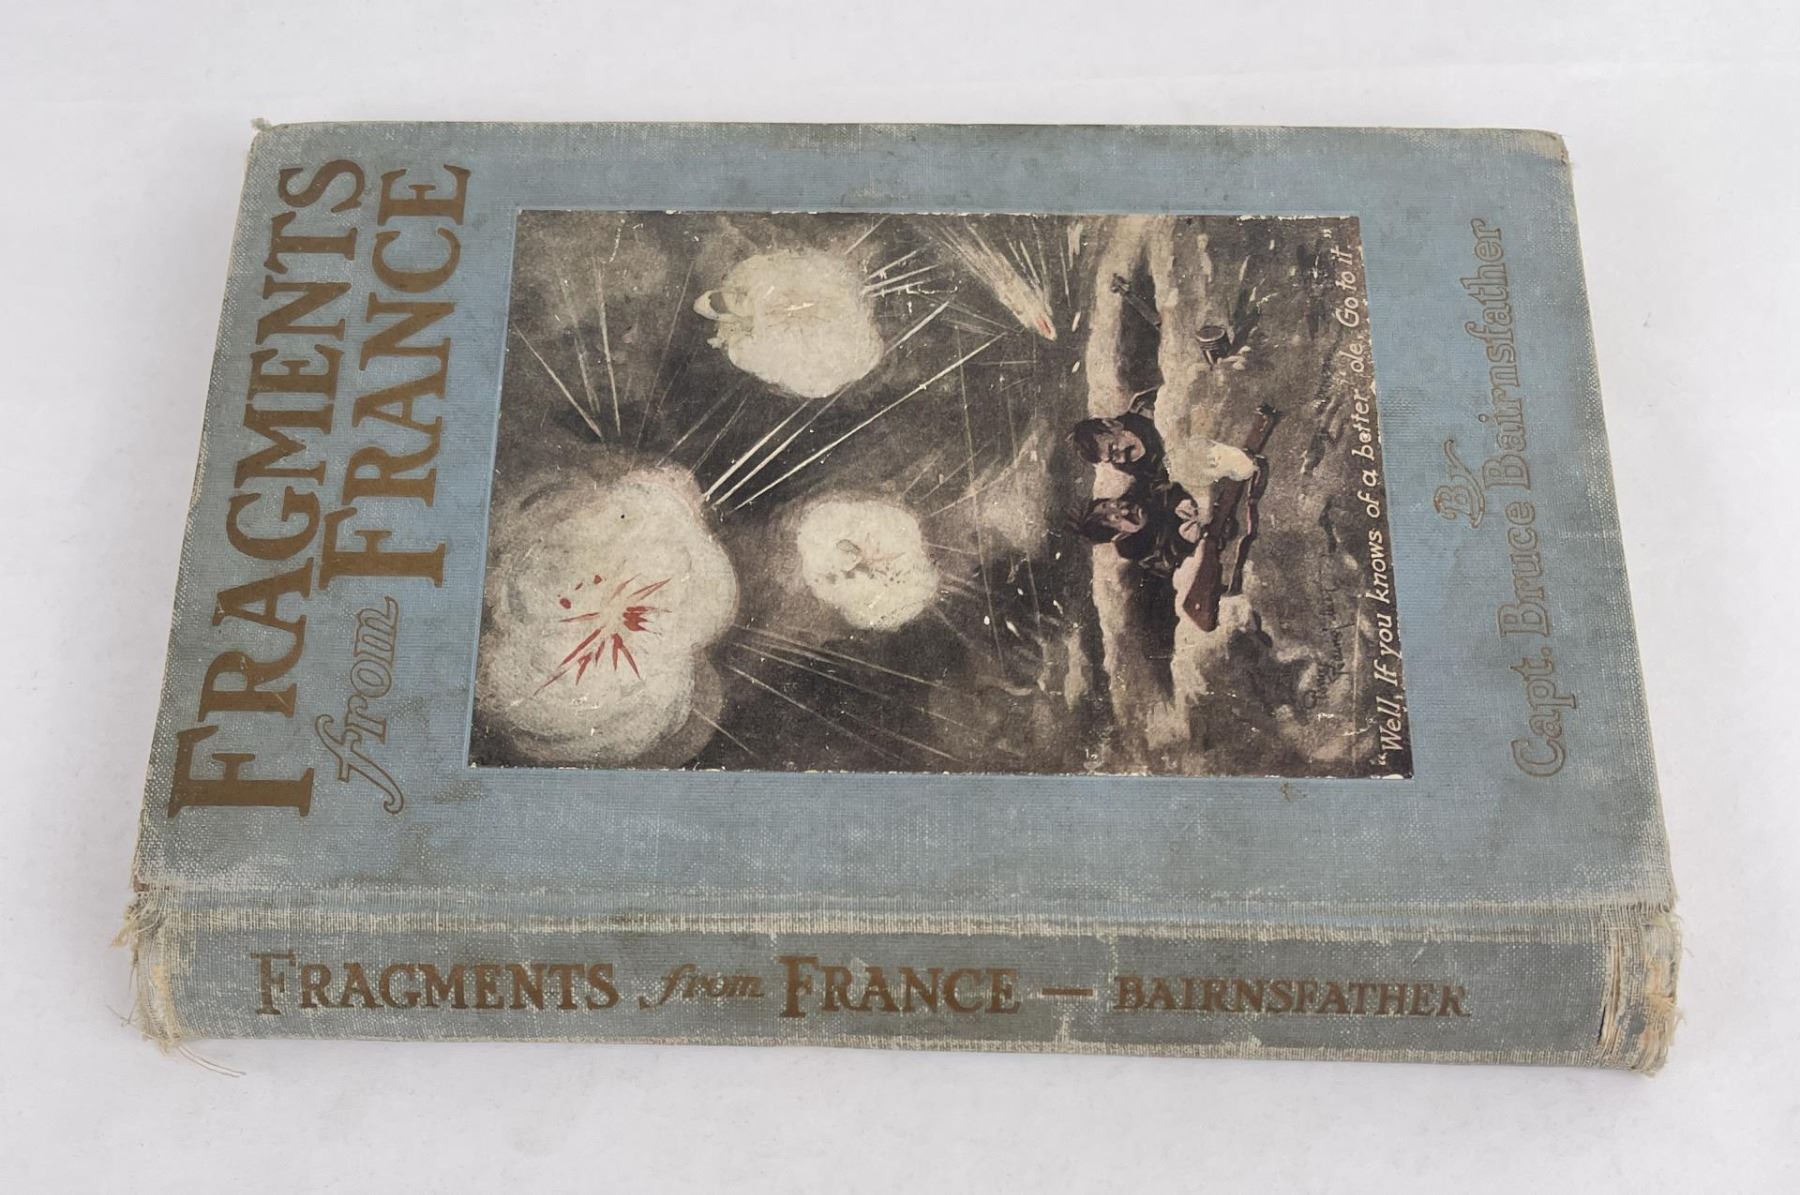 FRAGMENTS
from FRANCE
"Well, If you knows of a better 'ole, Go to it"
By
Capt. Bruce Bairnsfather
FRAGMENTS from FRANCE — BAIRNSFATHER